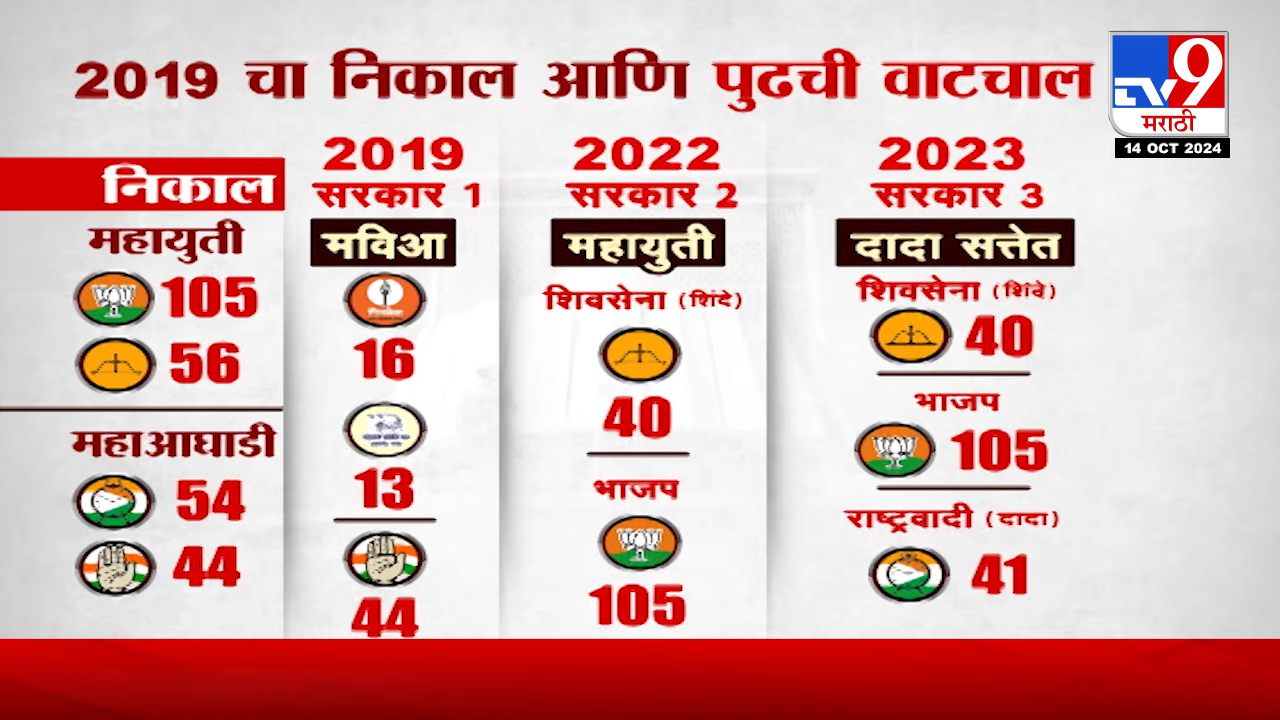 2019 चा निकाल आणि पुढची वाटचाल
TV9
मराठी
14 OCT 2024
निकाल
महायुती
105
56
महाआघाडी
54
44
2019
सरकार 1
मविआ
16
13
44
2022
सरकार 2
महायुती
शिवसेना (शिंदे)
40
भाजप
105
2023
सरकार 3
दादा सत्तेत
शिवसेना (शिंदे)
40
भाजप
105
राष्ट्रवादी (दादा)
41